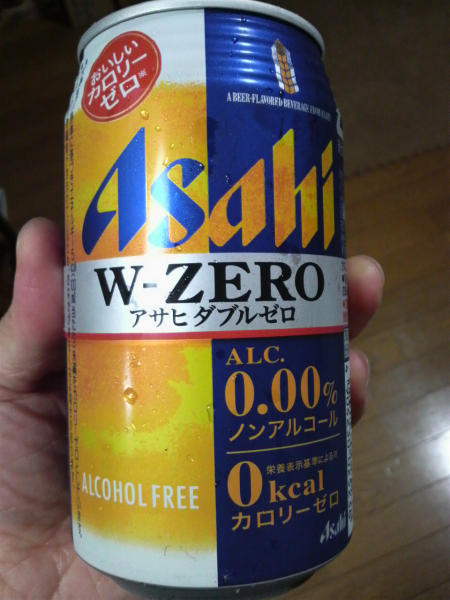 おいしい
カロリー
ゼロ※
A BEER-FLAVORED BEVERAGE FROM ASAHI
Asahi
W-ZERO
アサヒ ダブルゼロ
ALC.
0.00%
ノンアルコール
栄養表示基準による※
0kcal
カロリーゼロ
ALCOHOL FREE
Asahi